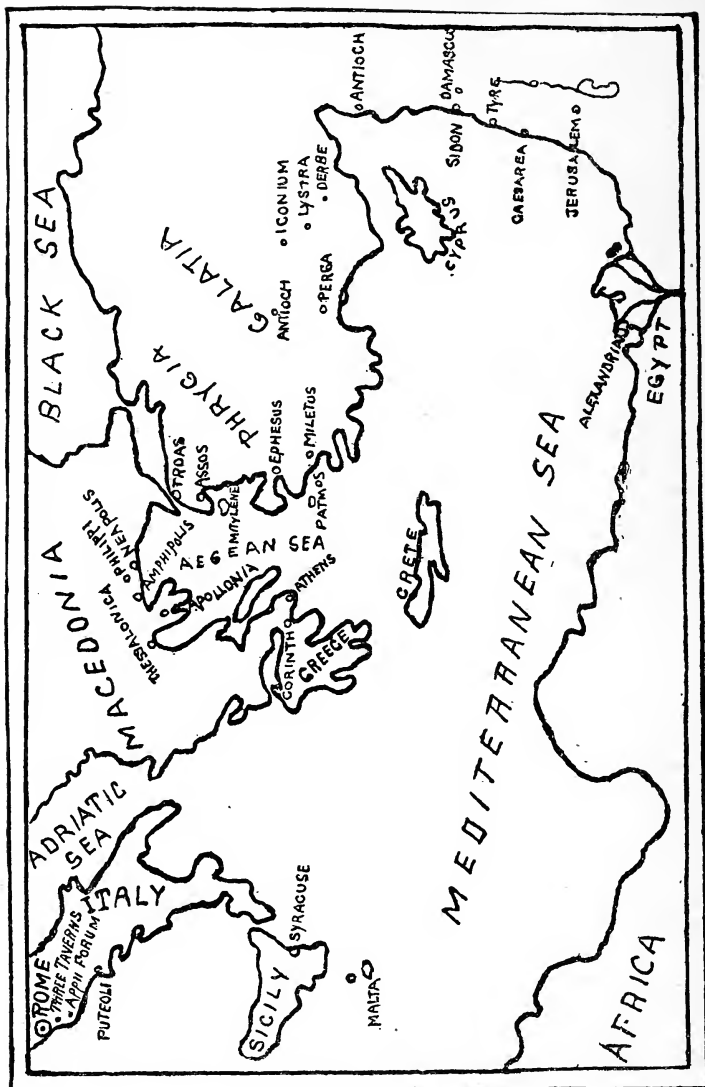 BLACK SEA
MACEDONIA
ADRIATIC
SEA
ITALY
ROME
THREE TAVERNS
APPII FORUM
PUTEOLI
SICILY
SYRACUSE
MALTA
AFRICA
MEDITERRANEAN SEA
THESSALONICA
PHILIPPI
NEAPOLIS
AMPHIPOLIS
APOLLONIA
AEGEAN SEA
CORINTH
GREECE
ATHENS
CRETE
TROAS
ASSOS
EPHESUS
MILETUS
PATMOS
PHRYGIA
GALATIA
ANTIOCH
PERGA
ICONIUM
LYSTRA
DERBE
CYPRUS
ANTIOCH
DAMASCUS
SIDON
TYRE
CAESAREA
JERUSALEM
ALEXANDRIA
EGYPT